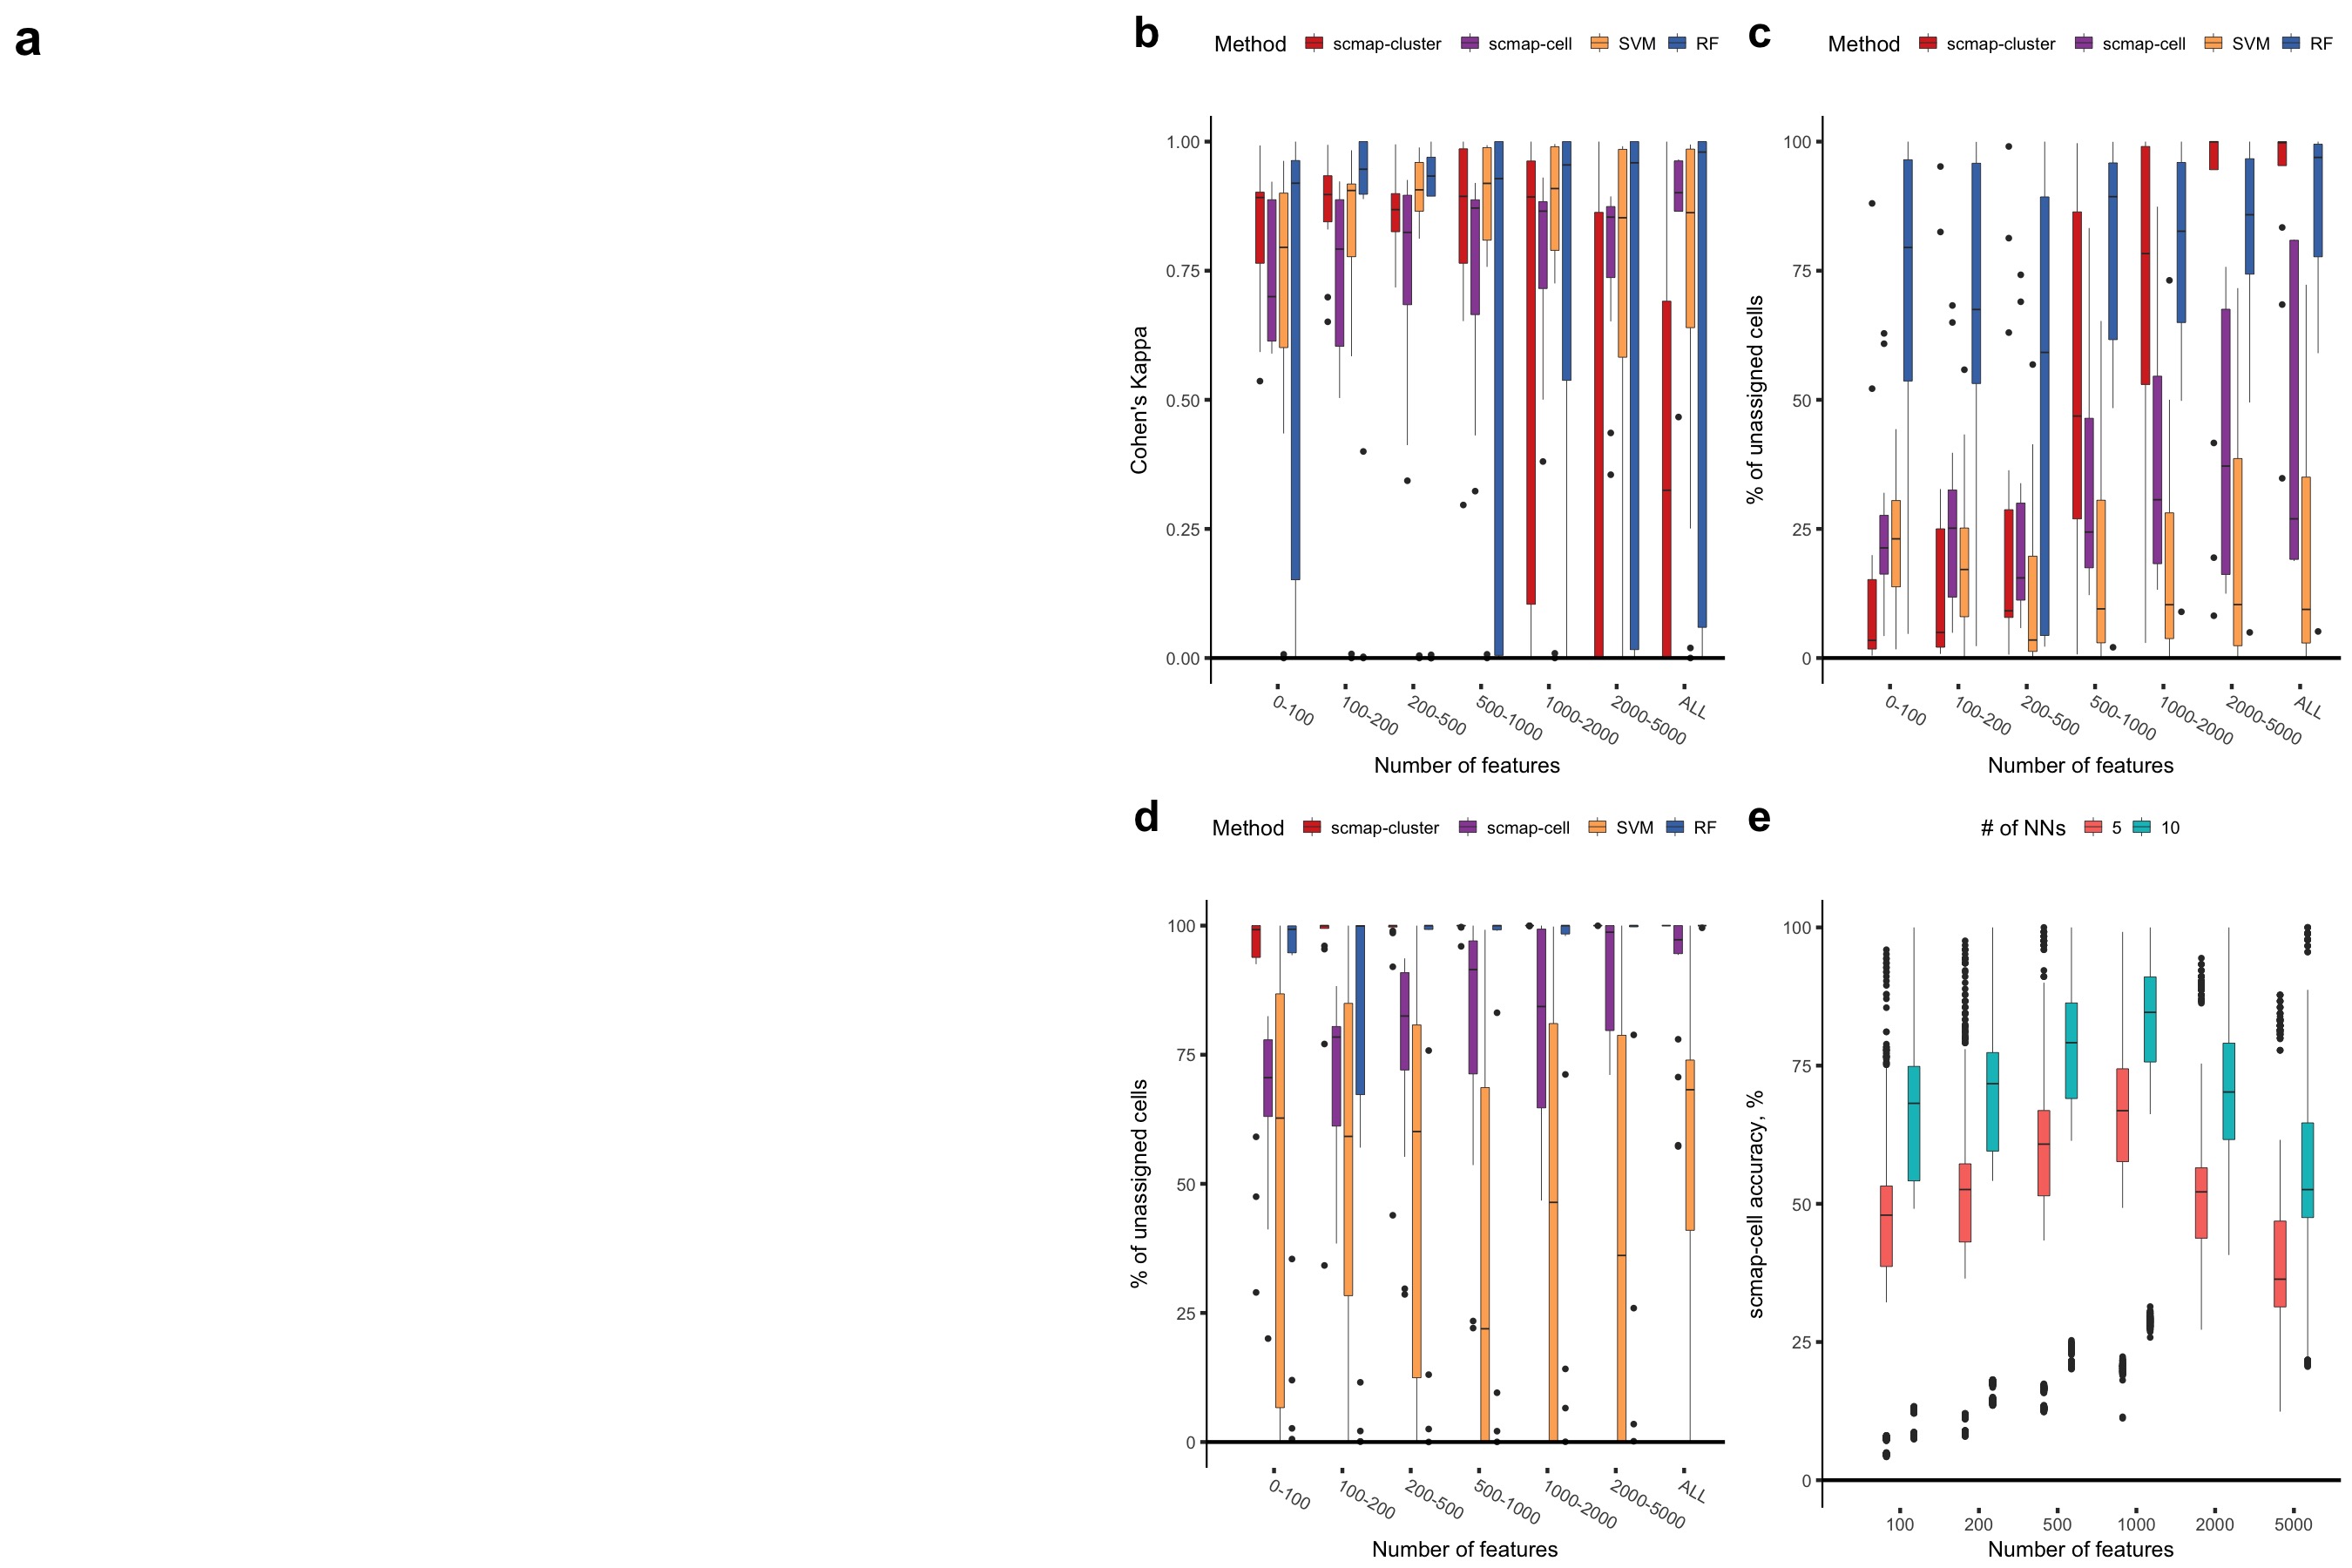 a
b
Method scmap-cluster scmap-cell SVM RF
1.00
0.75
0.50
0.25
0.00
Cohen's Kappa
0-100 100-200 200-500 500-1000 1000-2000 2000-5000 ALL
Number of features
c
Method scmap-cluster scmap-cell SVM RF
100
75
50
25
0
% of unassigned cells
0-100 100-200 200-500 500-1000 1000-2000 2000-5000 ALL
Number of features
d
Method scmap-cluster scmap-cell SVM RF
100
75
50
25
0
% of unassigned cells
0-100 100-200 200-500 500-1000 1000-2000 2000-5000 ALL
Number of features
e
# of NNs 5 10
100
75
50
25
0
scmap-cell accuracy, %
100 200 500 1000 2000 5000
Number of features